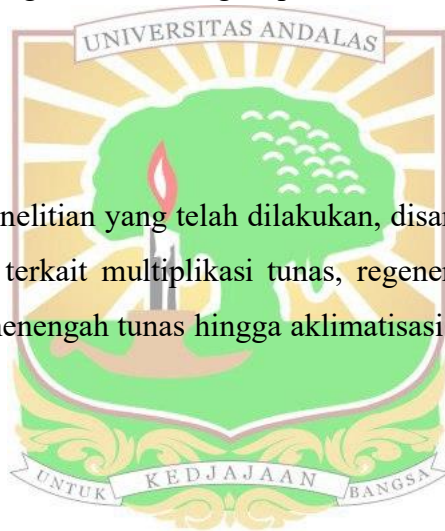 UNIVERSITAS ANDALAS
nelitian yang telah dilakukan, disar
terkait multiplikasi tunas, regener
nenengah tunas hingga aklimatisasi
UNTUK KEDJAJAAN BANGSA